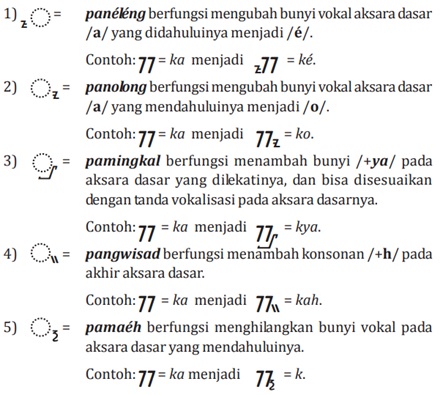 1) ◌ᮦ = panéléng berfungsi mengubah bunyi vokal aksara dasar
/a/ yang didahuluinya menjadi /é/.
Contoh: ᮊ = ka menjadi ᮊᮦ = ké.
2) ◌ᮧ = panolong berfungsi mengubah bunyi vokal aksara dasar
/a/ yang mendahuluinya menjadi /o/.
Contoh: ᮊ = ka menjadi ᮊᮧ = ko.
3) ◌ᮡ = pamingkal berfungsi menambah bunyi /+ya/ pada
aksara dasar yang dilekatinya, dan bisa disesuaikan
dengan tanda vokalisasi pada aksara dasarnya.
Contoh: ᮊ = ka menjadi ᮊᮡ = kya.
4) ◌ᮂ = pangwisad berfungsi menambah konsonan /+h/ pada
akhir aksara dasar.
Contoh: ᮊ = ka menjadi ᮊᮂ = kah.
5) ◌᮪ = pamaéh berfungsi menghilangkan bunyi vokal pada
aksara dasar yang mendahuluinya.
Contoh: ᮊ = ka menjadi ᮊ᮪ = k.